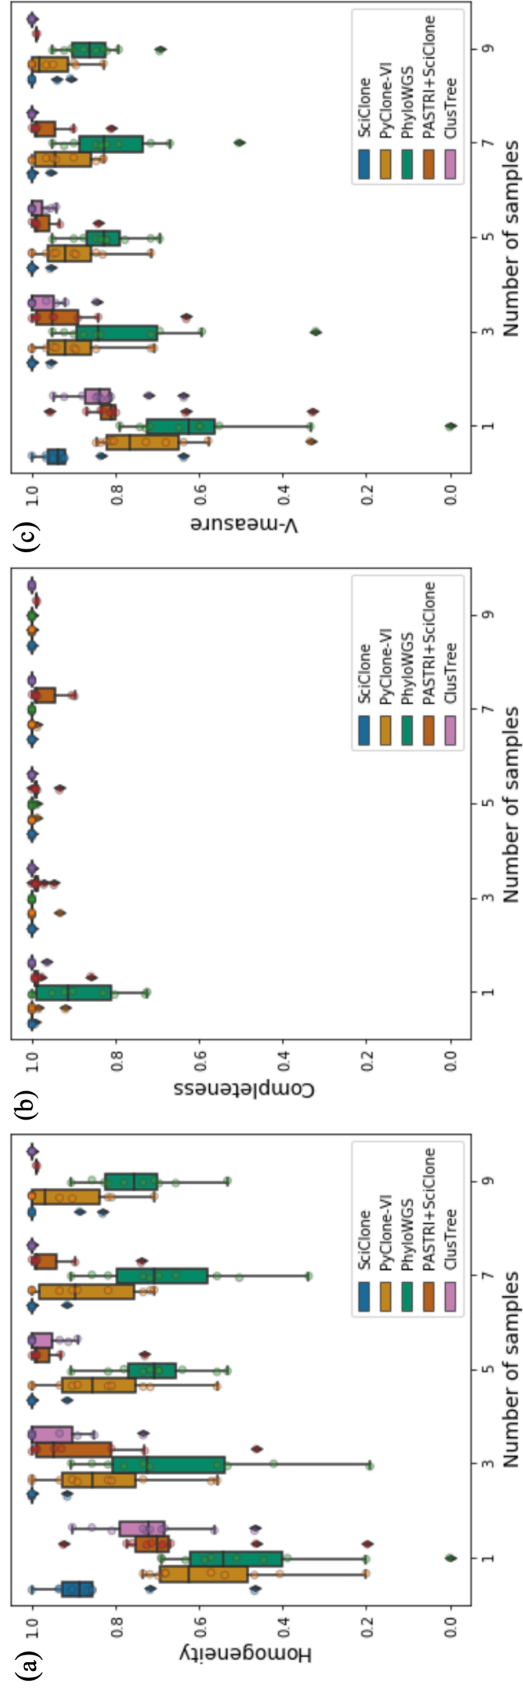 (a)
Homogeneity
1.0
0.8
0.6
0.4
0.2
0.0
1 3 5 7 9
Number of samples
SciClone
PyClone-VI
PhyloWGS
PASTRI+SciClone
ClusTree
(b)
Completeness
1.0
0.8
0.6
0.4
0.2
0.0
1 3 5 7 9
Number of samples
SciClone
PyClone-VI
PhyloWGS
PASTRI+SciClone
ClusTree
(c)
V-measure
1.0
0.8
0.6
0.4
0.2
0.0
1 3 5 7 9
Number of samples
SciClone
PyClone-VI
PhyloWGS
PASTRI+SciClone
ClusTree